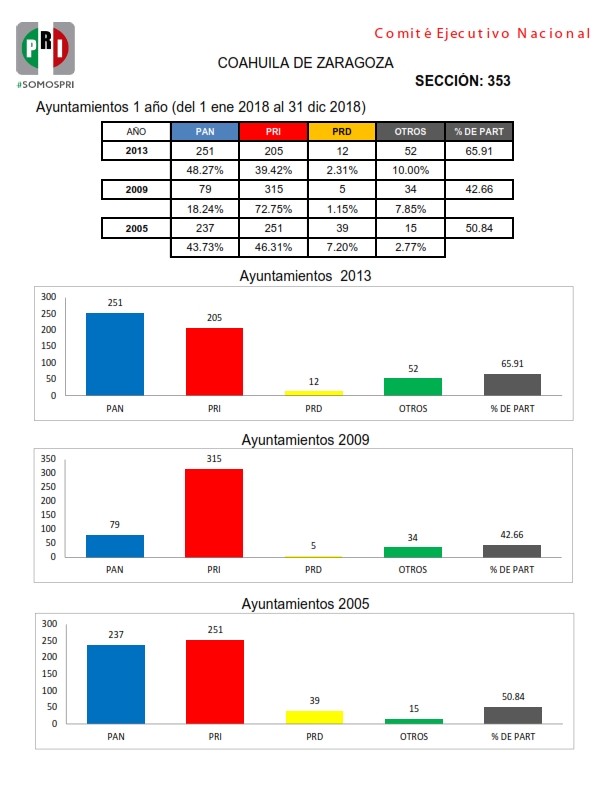 Comité Ejecutivo Nacional
PRI
#SOMOSPRI
COAHUILA DE ZARAGOZA
SECCIÓN: 353
Ayuntamientos 1 año (del 1 ene 2018 al 31 dic 2018)
AÑO PAN PRI PRD OTROS % DE PART
2013 251 205 12 52 65.91
48.27% 39.42% 2.31% 10.00%
2009 79 315 5 34 42.66
18.24% 72.75% 1.15% 7.85%
2005 237 251 39 15 50.84
43.73% 46.31% 7.20% 2.77%
Ayuntamientos 2013
300
250
200
150
100
50
0
251 205 12 52 65.91
PAN PRI PRD OTROS % DE PART
Ayuntamientos 2009
350
300
250
200
150
100
50
0
79 315 5 34 42.66
PAN PRI PRD OTROS % DE PART
Ayuntamientos 2005
300
250
200
150
100
50
0
237 251 39 15 50.84
PAN PRI PRD OTROS % DE PART